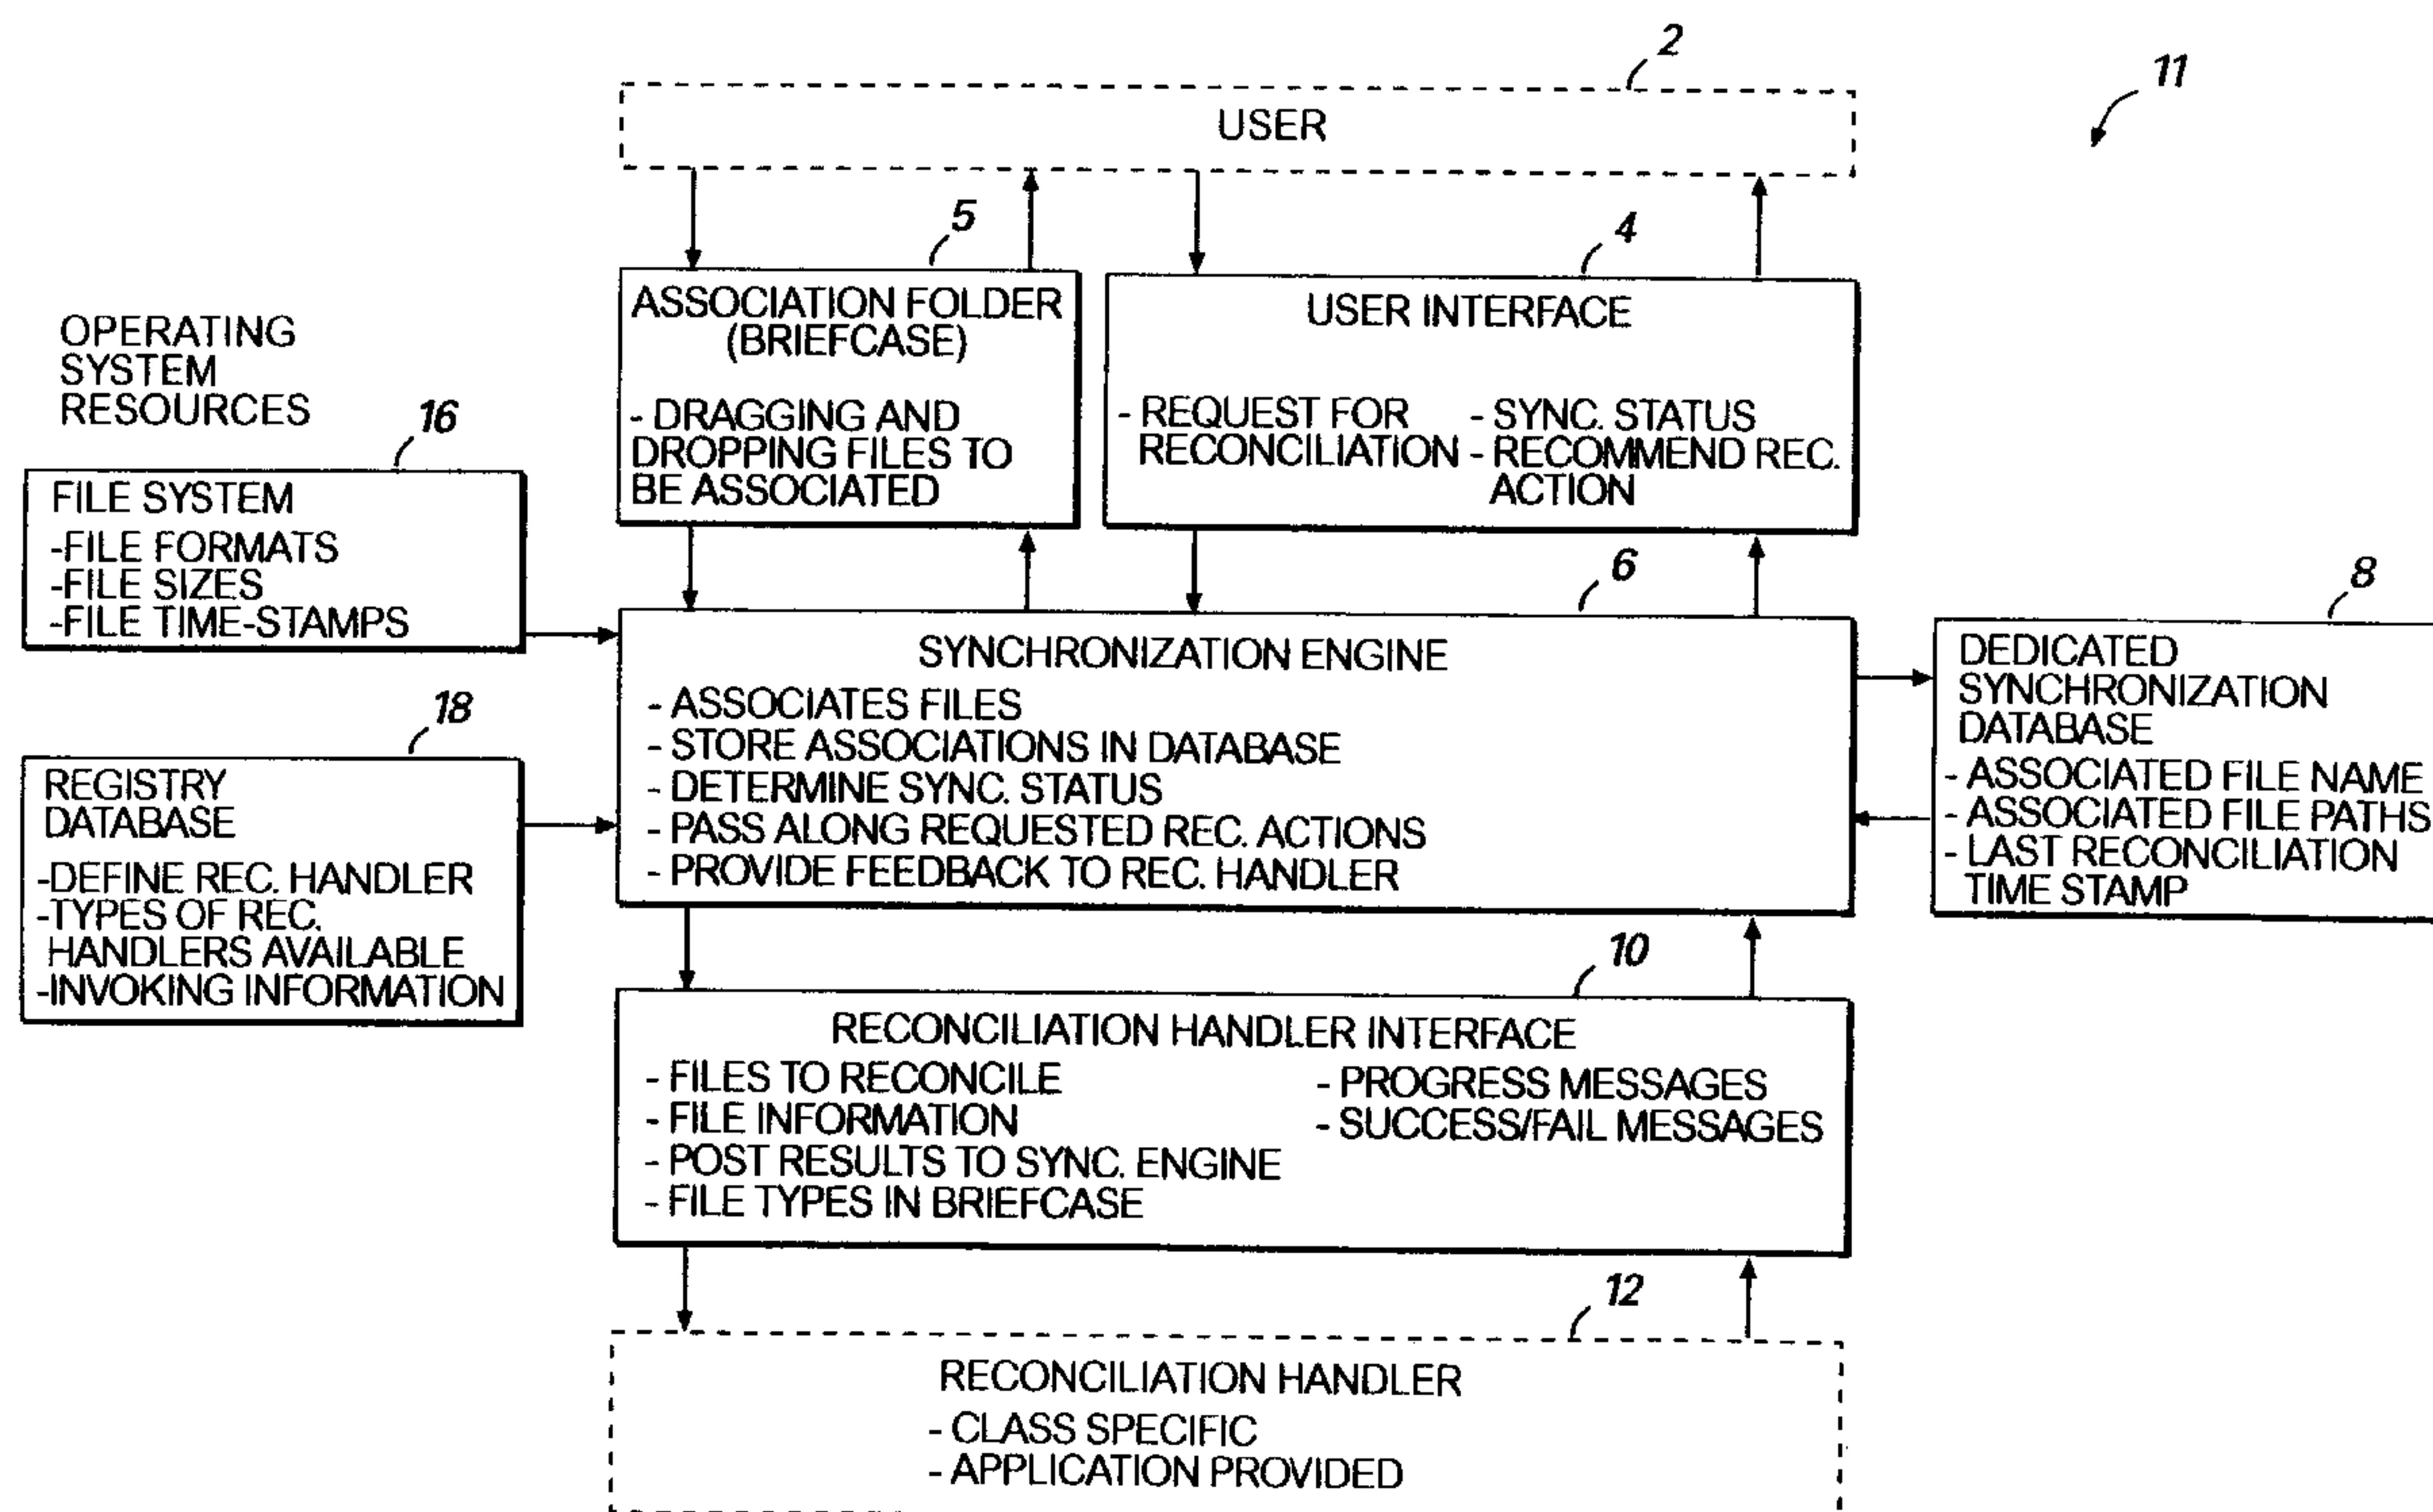 2
11
USER
5
4
ASSOCIATION FOLDER
(BRIEFCASE)
- DRAGGING AND
DROPPING FILES TO
BE ASSOCIATED
USER INTERFACE
- REQUEST FOR
RECONCILIATION
- SYNC. STATUS
- RECOMMEND REC.
ACTION
OPERATING
SYSTEM
RESOURCES
16
FILE SYSTEM
-FILE FORMATS
-FILE SIZES
-FILE TIME-STAMPS
6
SYNCHRONIZATION ENGINE
- ASSOCIATES FILES
- STORE ASSOCIATIONS IN DATABASE
- DETERMINE SYNC. STATUS
- PASS ALONG REQUESTED REC. ACTIONS
- PROVIDE FEEDBACK TO REC. HANDLER
8
DEDICATED
SYNCHRONIZATION
DATABASE
- ASSOCIATED FILE NAME
- ASSOCIATED FILE PATHS
- LAST RECONCILIATION
TIME STAMP
18
REGISTRY
DATABASE
-DEFINE REC. HANDLER
-TYPES OF REC.
HANDLERS AVAILABLE
-INVOKING INFORMATION
10
RECONCILIATION HANDLER INTERFACE
- FILES TO RECONCILE
- FILE INFORMATION
- POST RESULTS TO SYNC. ENGINE
- FILE TYPES IN BRIEFCASE
- PROGRESS MESSAGES
- SUCCESS/FAIL MESSAGES
12
RECONCILIATION HANDLER
- CLASS SPECIFIC
- APPLICATION PROVIDED